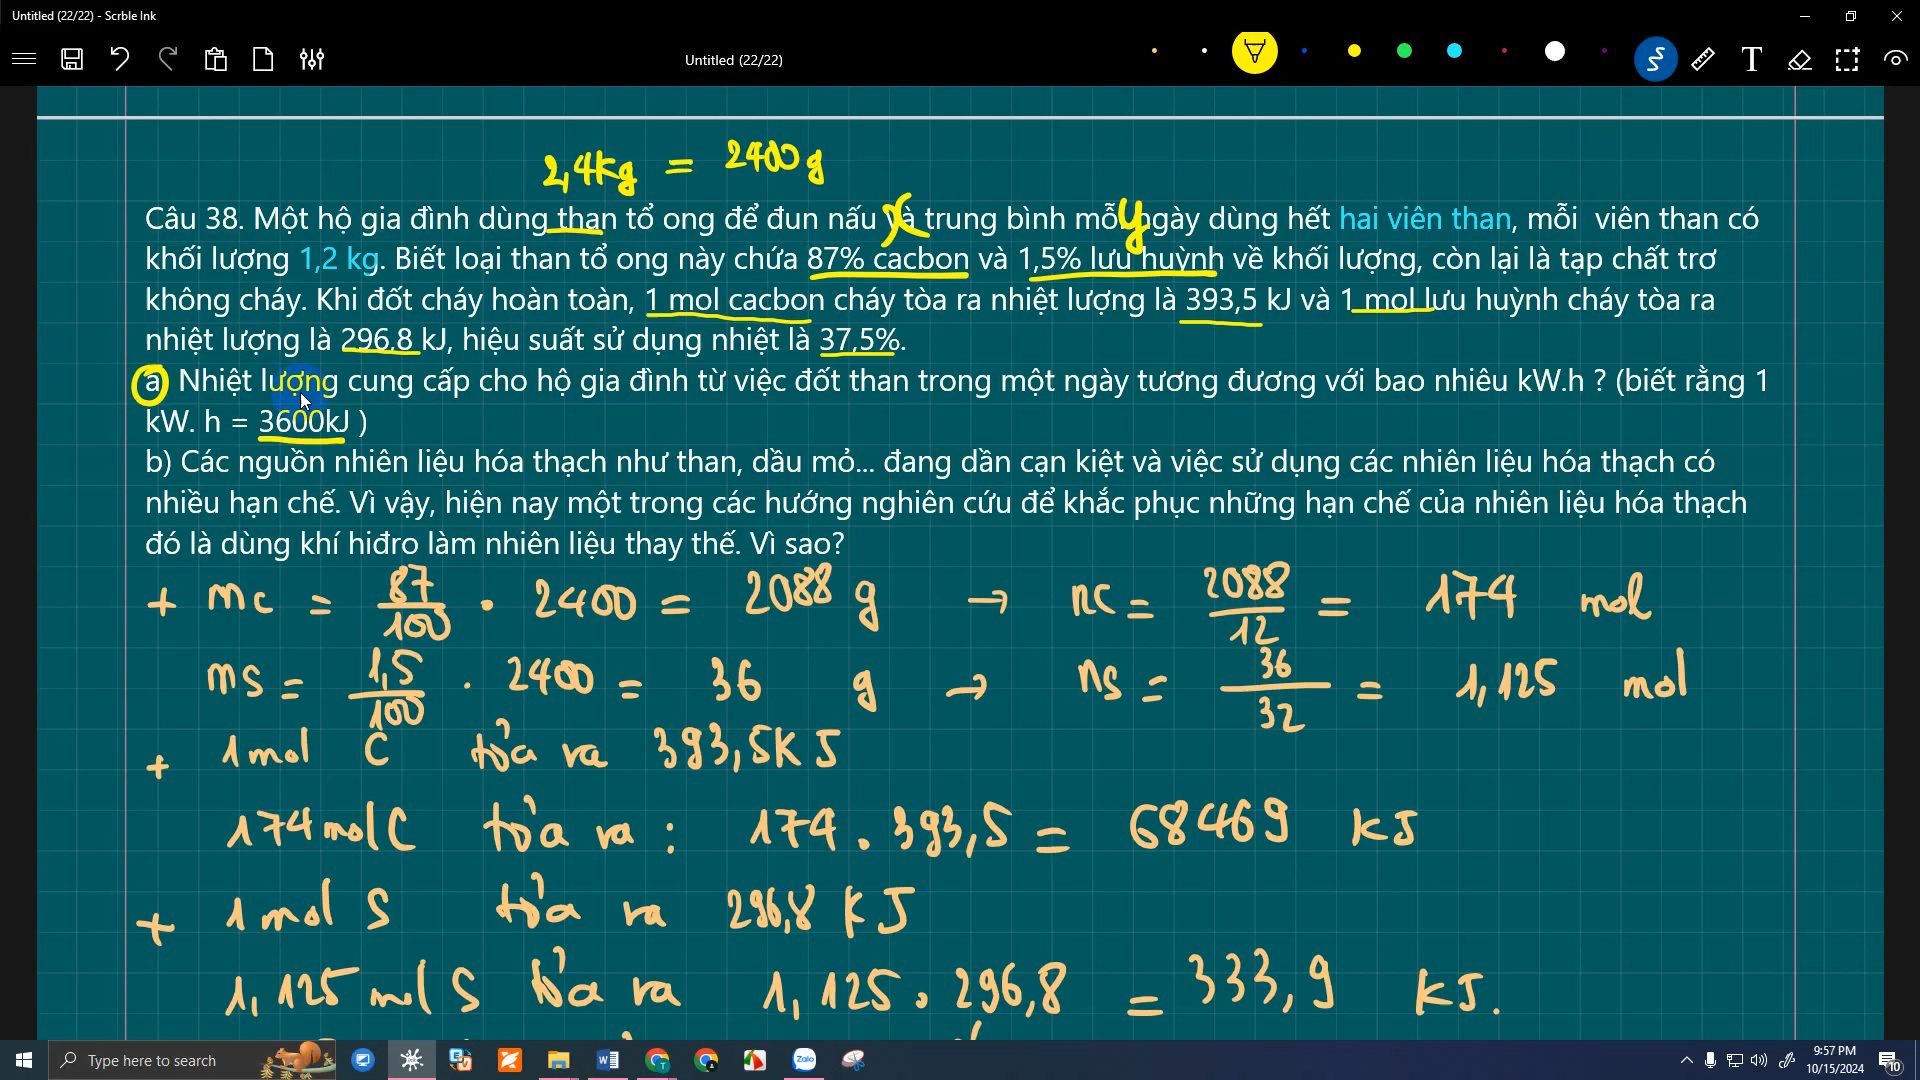 Untitled (22/22) - Scrble Ink
Untitled (22/22)
2,4kg = 2400g
Câu 38. Một hộ gia đình dùng than tổ ong để đun nấu và trung bình mỗi ngày dùng hết hai viên than, mỗi viên than có
x y
khối lượng 1,2 kg. Biết loại than tổ ong này chứa 87% cacbon và 1,5% lưu huỳnh về khối lượng, còn lại là tạp chất trơ
không cháy. Khi đốt cháy hoàn toàn, 1 mol cacbon cháy tòa ra nhiệt lượng là 393,5 kJ và 1 mol lưu huỳnh cháy tòa ra
nhiệt lượng là 296,8 kJ, hiệu suất sử dụng nhiệt là 37,5%.
a) Nhiệt lượng cung cấp cho hộ gia đình từ việc đốt than trong một ngày tương đương với bao nhiêu kW.h ? (biết rằng 1
kW. h = 3600kJ )
b) Các nguồn nhiên liệu hóa thạch như than, dầu mỏ... đang dần cạn kiệt và việc sử dụng các nhiên liệu hóa thạch có
nhiều hạn chế. Vì vậy, hiện nay một trong các hướng nghiên cứu để khắc phục những hạn chế của nhiên liệu hóa thạch
đó là dùng khí hiđro làm nhiên liệu thay thế. Vì sao?
+ mC = 87/100 . 2400 = 2088 g → nC = 2088/12 = 174 mol
mS = 1,5/100 . 2400 = 36 g → nS = 36/32 = 1,125 mol
+ 1mol C tỏa ra 393,5KJ
174mol C tỏa ra : 174 . 393,5 = 68469 KJ
+ 1mol S tỏa ra 296,8 KJ
1,125mol S tỏa ra 1,125 . 296,8 = 333,9 KJ.
Type here to search
Zalo
9:57 PM
10/15/2024
10